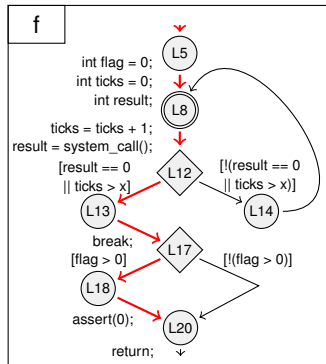 f
L5
int flag = 0;
int ticks = 0;
int result;
L8
ticks = ticks + 1;
result = system_call();
L12
[result == 0
|| ticks > x]
[!(result == 0
|| ticks > x)]
L13
L14
break;
L17
[flag > 0]
[!(flag > 0)]
L18
assert(0);
L20
return;